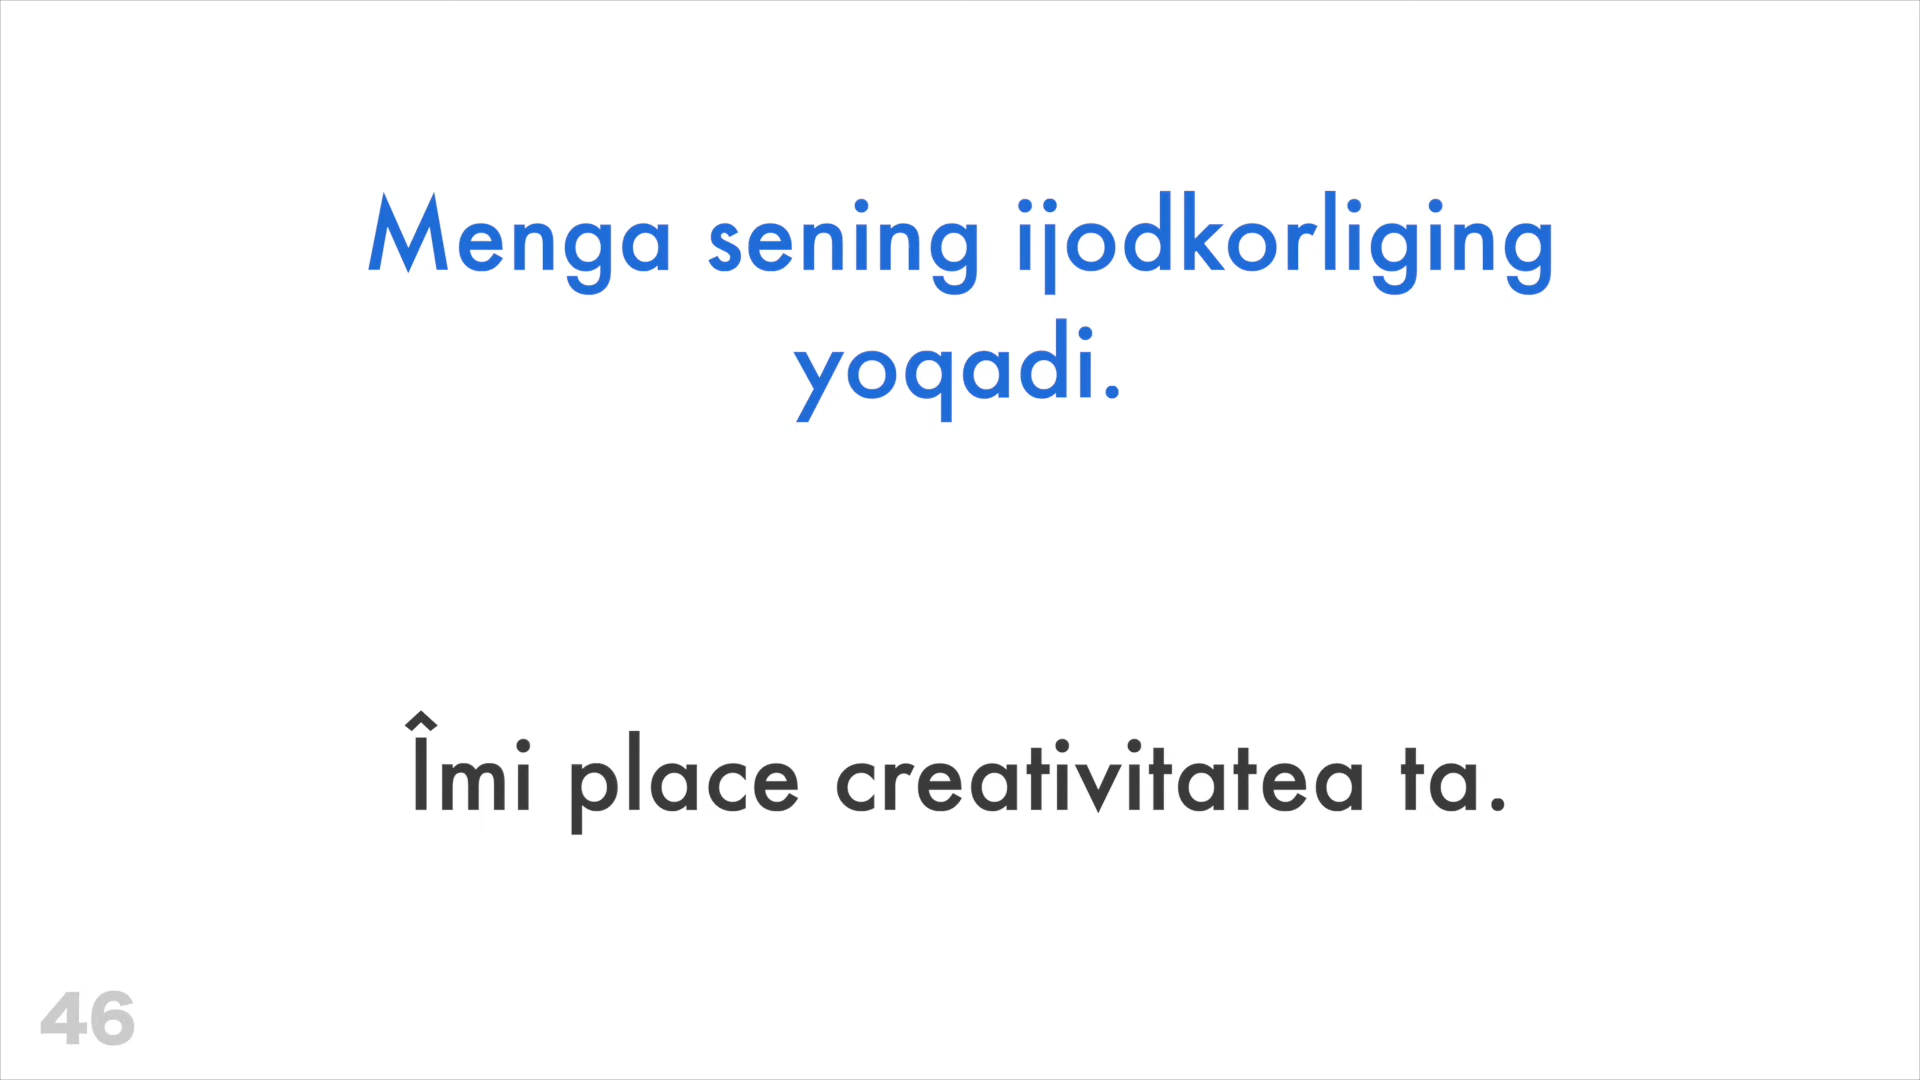 Menga sening ijodkorliging
yoqadi.
Îmi place creativitatea ta.
46